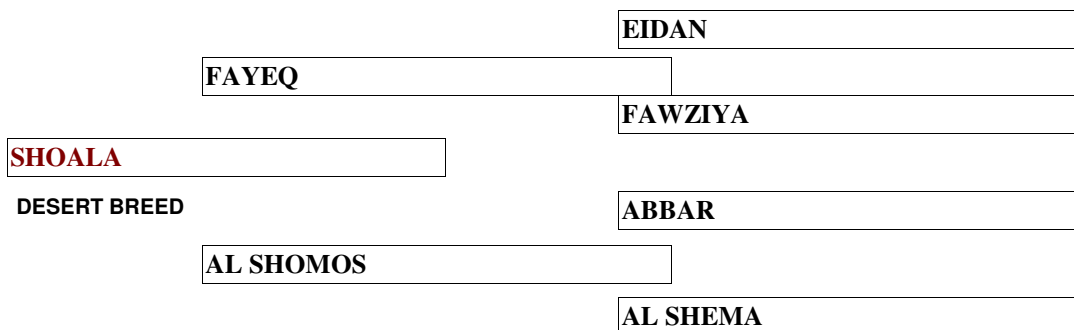 EIDAN
FAYEQ
FAWZIYA
SHOALA
DESERT BREED
ABBAR
AL SHOMOS
AL SHEMA